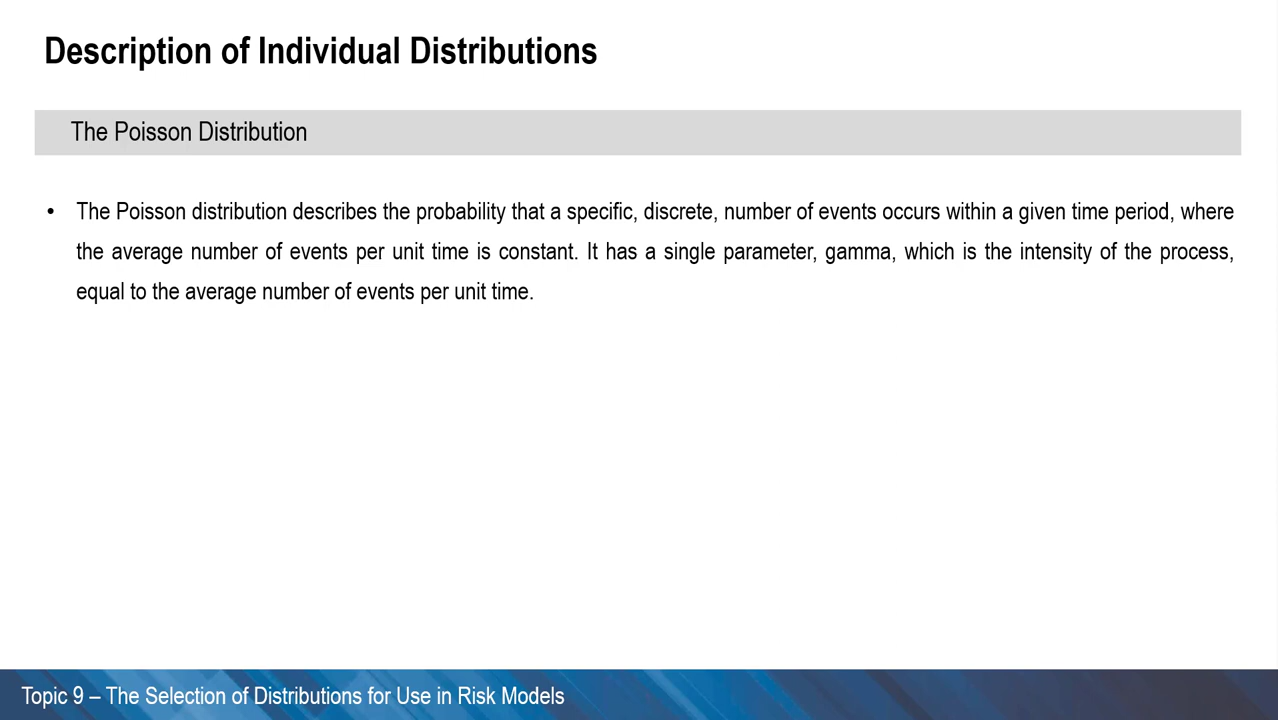 Description of Individual Distributions
The Poisson Distribution
• The Poisson distribution describes the probability that a specific, discrete, number of events occurs within a given time period, where
the average number of events per unit time is constant. It has a single parameter, gamma, which is the intensity of the process,
equal to the average number of events per unit time.
Topic 9 – The Selection of Distributions for Use in Risk Models